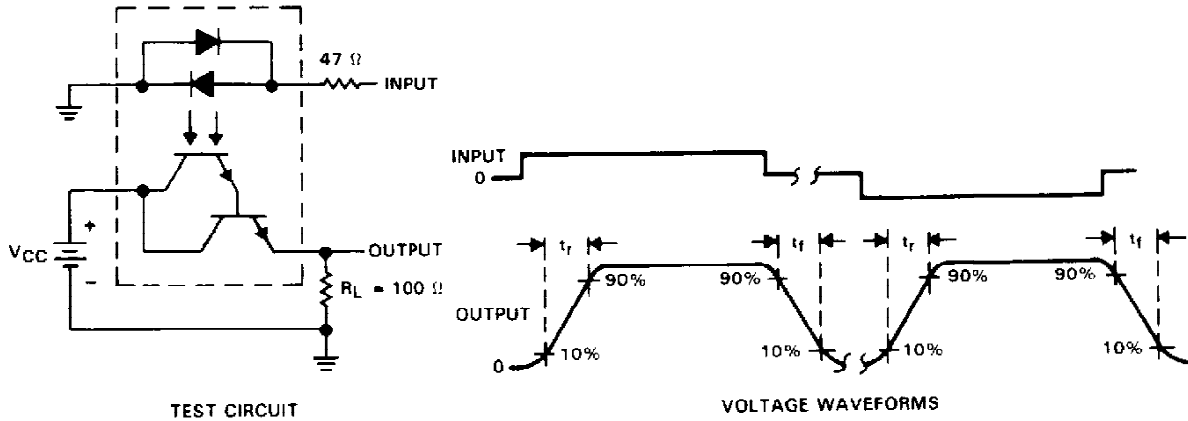 47 Ω
INPUT
+
VCC
−
OUTPUT
RL = 100 Ω
TEST CIRCUIT
INPUT
0
tr
tf
tr
tf
90%
90%
90%
90%
OUTPUT
10%
10%
10%
10%
0
VOLTAGE WAVEFORMS